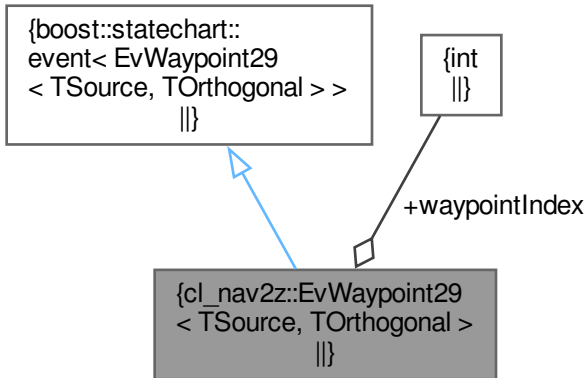 {boost::statechart::
event< EvWaypoint29
< TSource, TOrthogonal > >
||}
{int
||}
+waypointIndex
{cl_nav2z::EvWaypoint29
< TSource, TOrthogonal >
||}